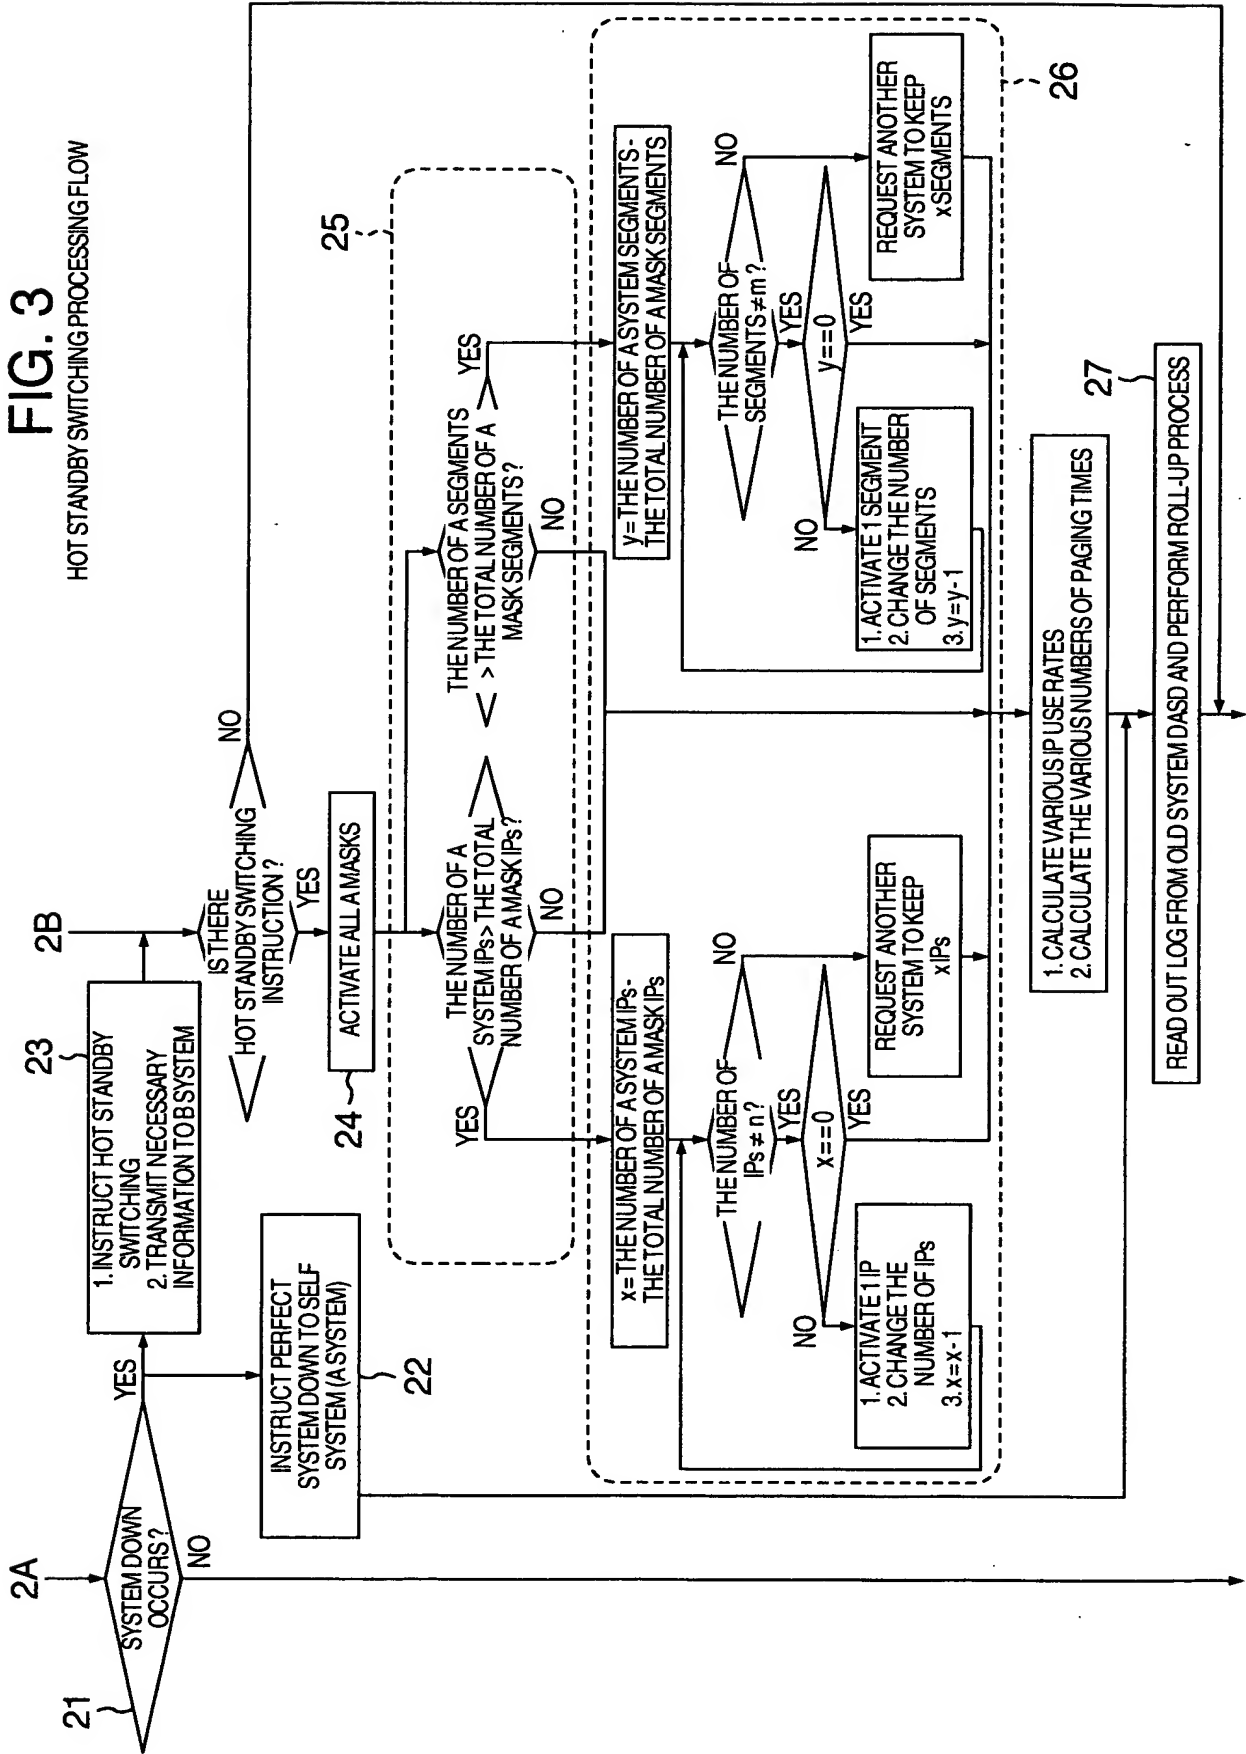 FIG. 3
HOT STANDBY SWITCHING PROCESSING FLOW
2A
21
SYSTEM DOWN
OCCURS?
YES
NO
22
INSTRUCT PERFECT
SYSTEM DOWN TO SELF
SYSTEM (A SYSTEM)
23
1. INSTRUCT HOT STANDBY
SWITCHING
2. TRANSMIT NECESSARY
INFORMATION TO B SYSTEM
2B
IS THERE
HOT STANDBY SWITCHING
INSTRUCTION?
NO
YES
24
ACTIVATE ALL A MASKS
25
THE NUMBER OF A
SYSTEM IPs> THE TOTAL
NUMBER OF A MASK IPs?
YES
NO
THE NUMBER OF A SEGMENTS
> THE TOTAL NUMBER OF A
MASK SEGMENTS?
YES
NO
26
x = THE NUMBER OF A SYSTEM IPs-
THE TOTAL NUMBER OF A MASK IPs
THE NUMBER OF
IPs ≠ n?
NO
YES
x==0
NO
YES
1. ACTIVATE 1 IP
2. CHANGE THE
NUMBER OF IPs
3. x=x-1
REQUEST ANOTHER
SYSTEM TO KEEP
xIPs
y= THE NUMBER OF A SYSTEM SEGMENTS-
THE TOTAL NUMBER OF A MASK SEGMENTS
THE NUMBER OF
SEGMENTS≠m?
NO
YES
y==0
NO
YES
1. ACTIVATE 1 SEGMENT
2. CHANGE THE NUMBER
OF SEGMENTS
3. y=y-1
REQUEST ANOTHER
SYSTEM TO KEEP
xSEGMENTS
1. CALCULATE VARIOUS IP USE RATES
2. CALCULATE THE VARIOUS NUMBERS OF PAGING TIMES
27
READ OUT LOG FROM OLD SYSTEM DASD AND PERFORM ROLL-UP PROCESS